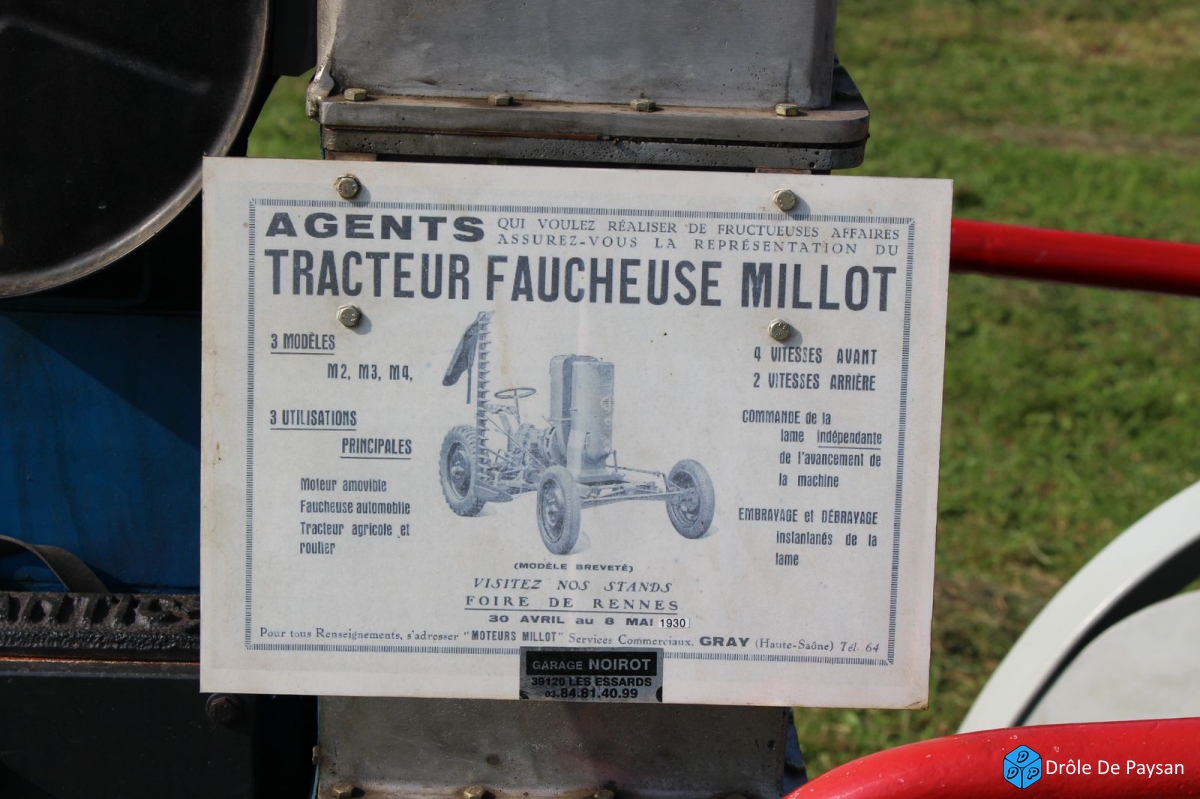 AGENTS QUI VOULEZ RÉALISER DE FRUCTUEUSES AFFAIRES
ASSUREZ-VOUS LA REPRÉSENTATION DU
TRACTEUR FAUCHEUSE MILLOT
3 MODÈLES
M2, M3, M4,
3 UTILISATIONS
PRINCIPALES
Moteur amovible
Faucheuse automobile
Tracteur agricole et
routier
4 VITESSES AVANT
2 VITESSES ARRIÈRE
COMMANDE de la
lame indépendante
de l'avancement de
la machine
EMBRAYAGE et DÉBRAYAGE
instantanés de la
lame
(MODÈLE BREVETÉ)
VISITEZ NOS STANDS
FOIRE DE RENNES
30 AVRIL au 8 MAI 1930
Pour tous Renseignements, s'adresser "MOTEURS MILLOT" Services Commerciaux, GRAY (Haute-Saône) Tél. 64
GARAGE NOIROT
39120 LES ESSARDS
03.84.81.40.99
Drôle De Paysan